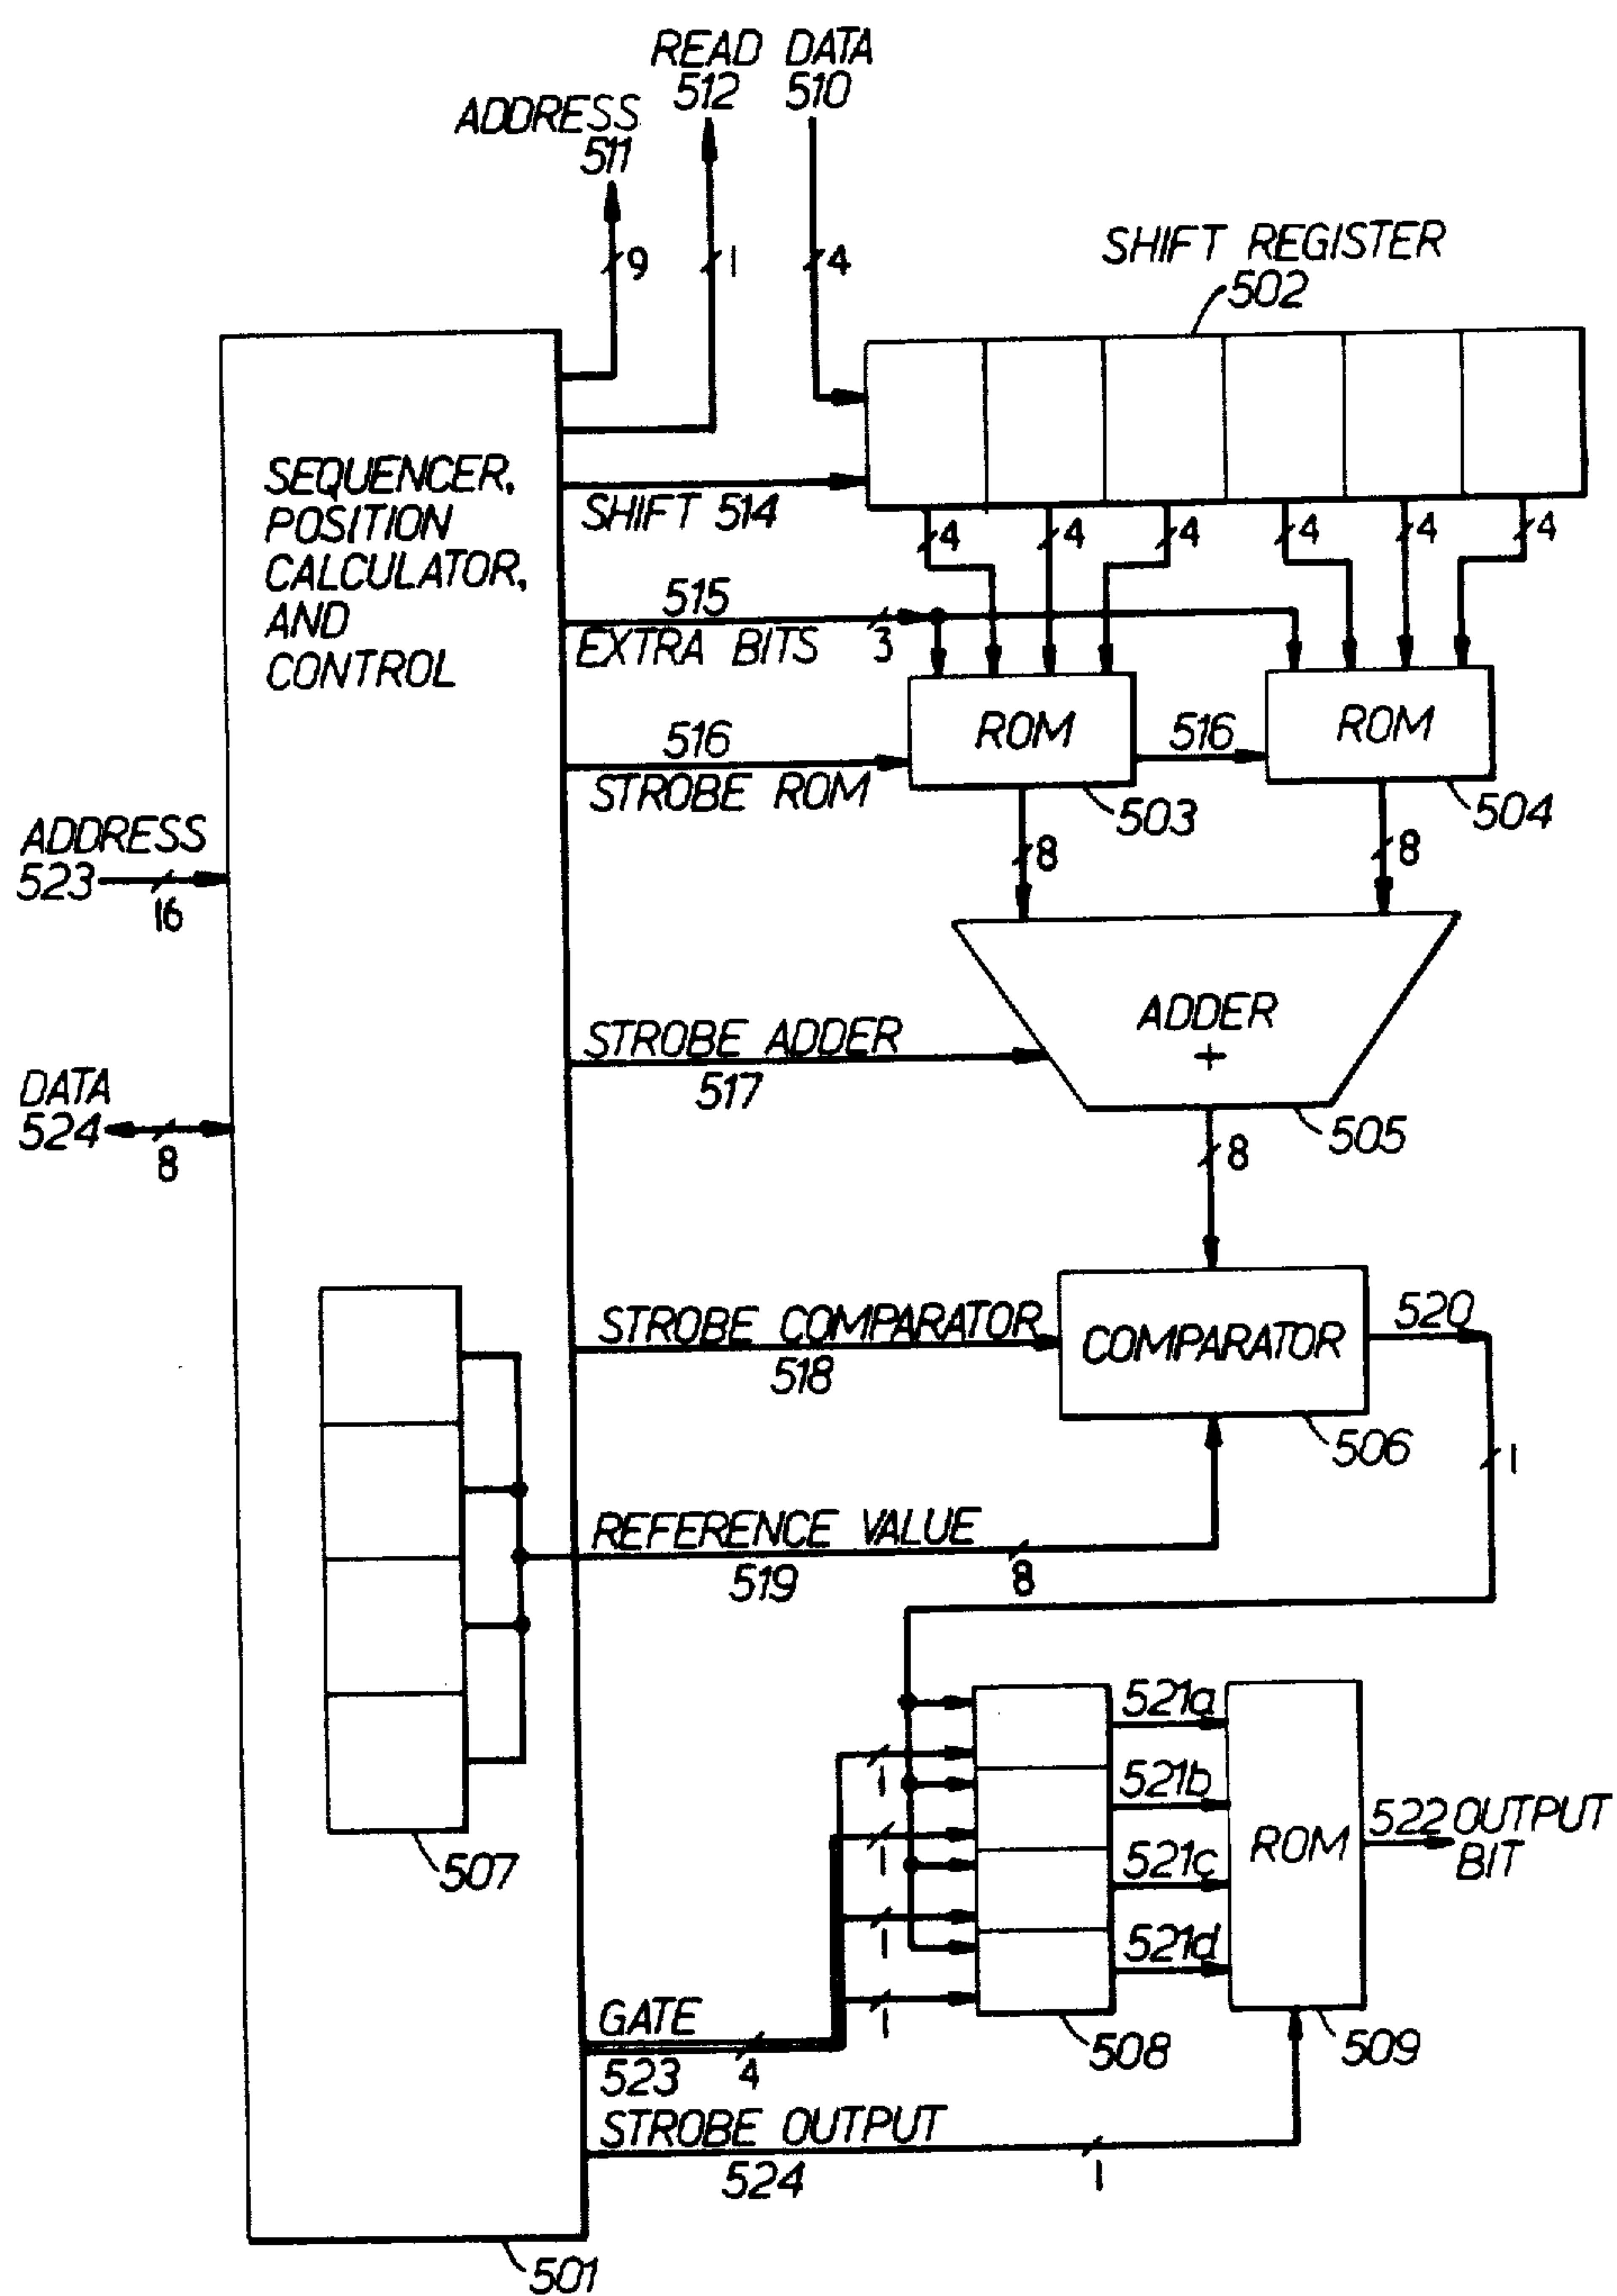 READ DATA
512 510
ADDRESS
511
9
1
4
SHIFT REGISTER
502
SEQUENCER,
POSITION
CALCULATOR,
AND
CONTROL
SHIFT 514
4
4
4
4
4
4
515
EXTRA BITS
3
516
STROBE ROM
ROM
516
ROM
503
504
8
8
ADDRESS
523
16
STROBE ADDER
517
ADDER
+
505
DATA
524
8
8
STROBE COMPARATOR
518
COMPARATOR
520
506
1
REFERENCE VALUE
519
8
507
521a
521b
521c
521d
1
1
1
1
ROM
522 OUTPUT
BIT
GATE
523
4
508
509
STROBE OUTPUT
524
1
501